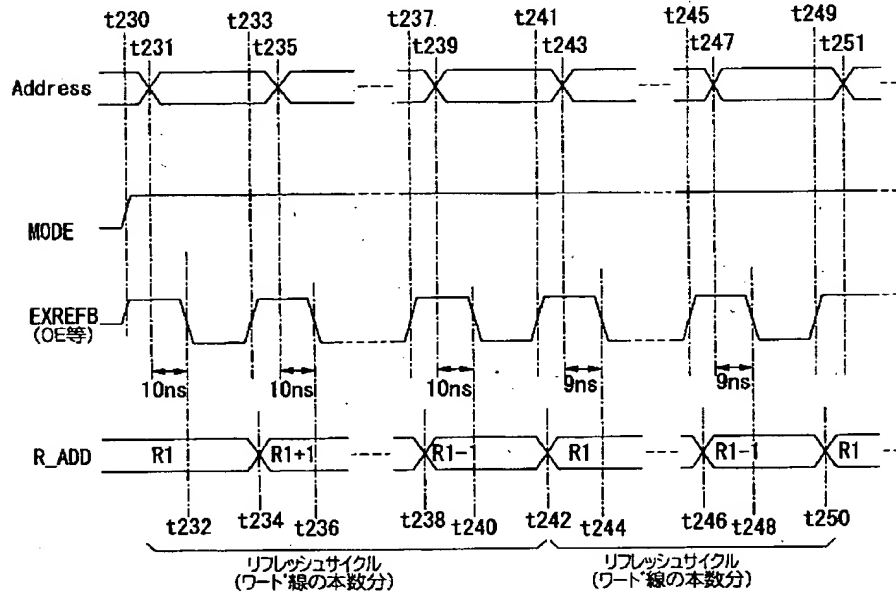 t230 t233 t237 t241 t245 t249
t231 t235 t239 t243 t247 t251
Address
MODE
EXREFB
(OE等)
10ns 10ns 10ns 9ns 9ns
R_ADD R1 R1+1 R1-1 R1 R1-1 R1
t232 t234 t236 t238 t240 t242 t244 t246 t248 t250
リフレッシュサイクル リフレッシュサイクル
(ワード線の本数分) (ワード線の本数分)